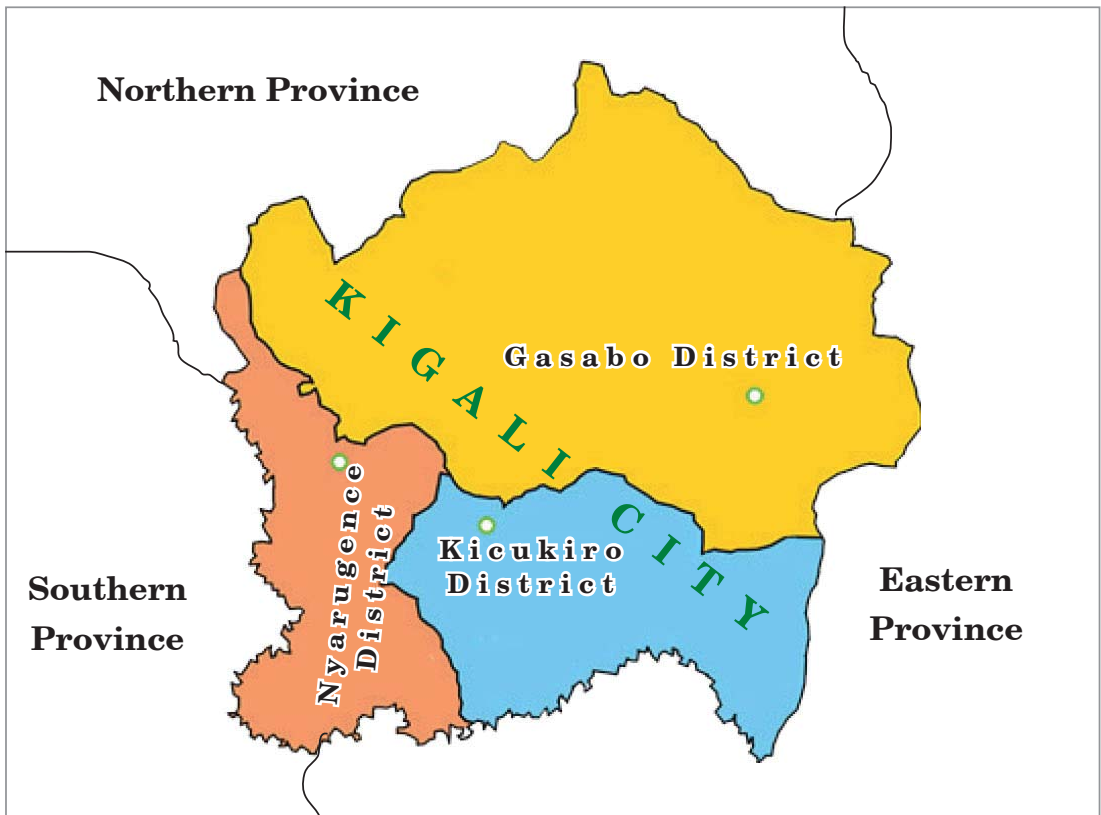 Northern Province
KIGALI CITY
Gasabo District
Nyarugence
District
Kicukiro
District
Southern
Province
Eastern
Province